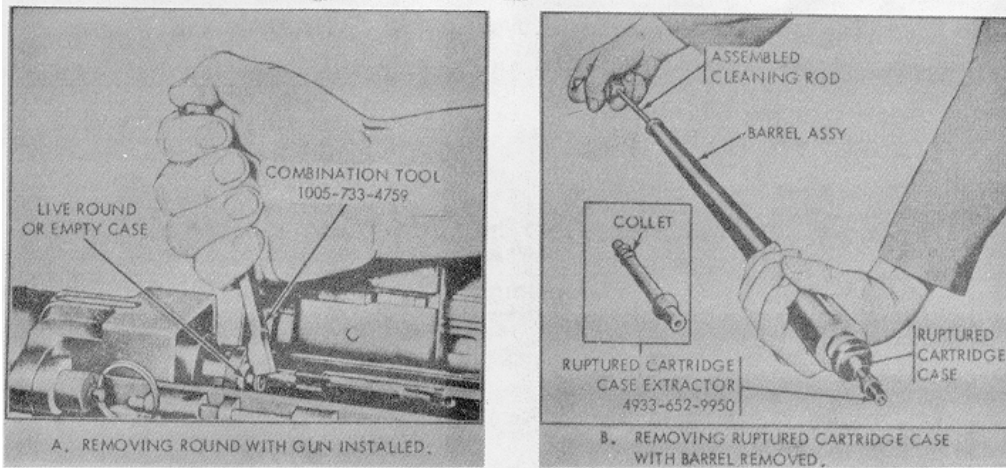 COMBINATION TOOL
1005-733-4759
LIVE ROUND
OR EMPTY CASE
A. REMOVING ROUND WITH GUN INSTALLED.
ASSEMBLED
CLEANING ROD
BARREL ASSY
COLLET
RUPTURED CARTRIDGE
CASE EXTRACTOR
4933-652-9950
RUPTURED
CARTRIDGE
CASE
B. REMOVING RUPTURED CARTRIDGE CASE
WITH BARREL REMOVED.